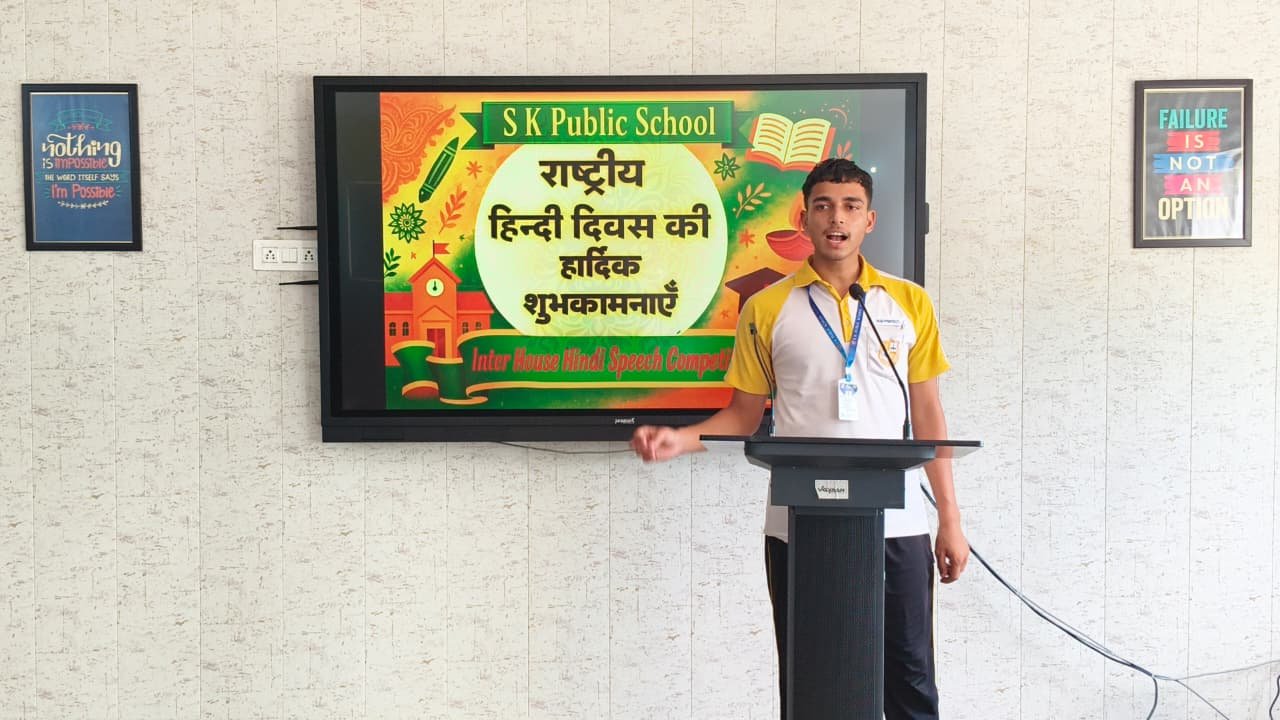 nothing
IS IMPOSSIBLE
THE WORD ITSELF SAYS
I'm Possible
S K Public School
राष्ट्रीय
हिन्दी दिवस की
हार्दिक
शुभकामनाएँ
Inter House Hindi Speech Competi
FAILURE
IS
NOT
AN
OPTION